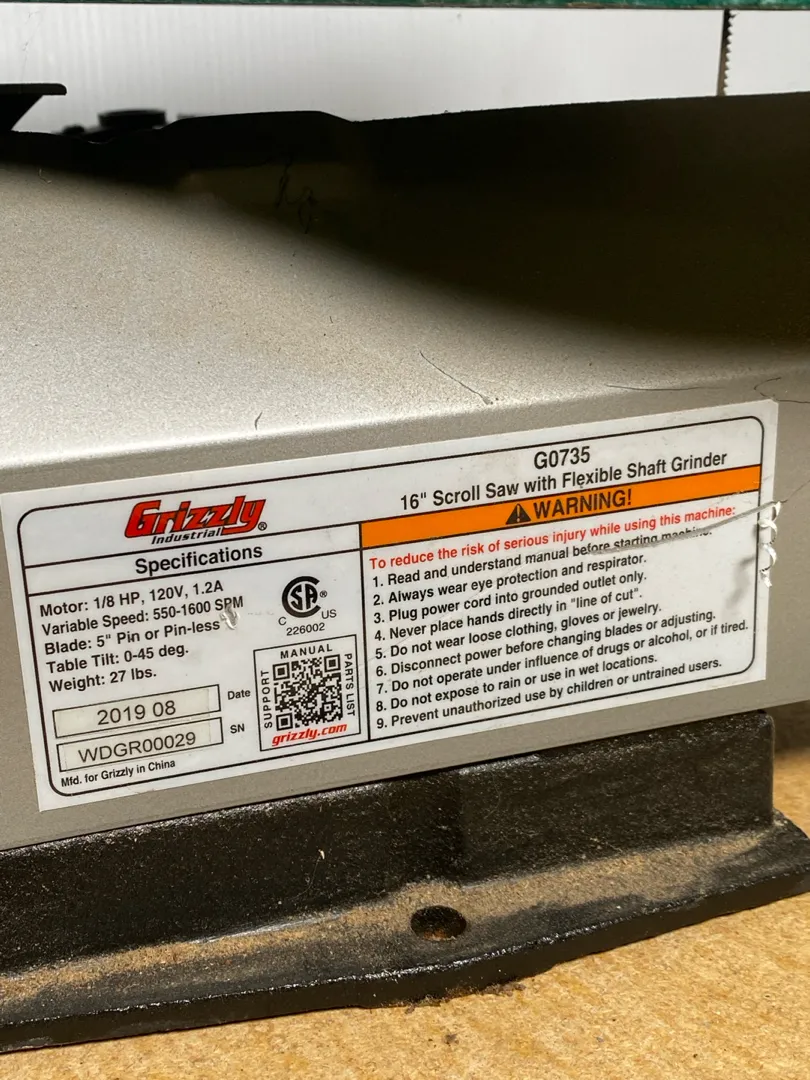 G0735
16" Scroll Saw with Flexible Shaft Grinder
Grizzly®
Industrial
Specifications
Motor: 1/8 HP, 120V, 1.2A
Variable Speed: 550-1600 SPM
Blade: 5" Pin or Pin-less
Table Tilt: 0-45 deg.
Weight: 27 lbs.
2019 08
Date
WDGR00029
SN
Mfd. for Grizzly in China
CSA®
C US
226002
MANUAL
SUPPORT
PARTS LIST
grizzly.com
WARNING!
To reduce the risk of serious injury while using this machine:
1. Read and understand manual before starting machine.
2. Always wear eye protection and respirator.
3. Plug power cord into grounded outlet only.
4. Never place hands directly in "line of cut".
5. Do not wear loose clothing, gloves or jewelry.
6. Disconnect power before changing blades or adjusting.
7. Do not operate under influence of drugs or alcohol, or if tired.
8. Do not expose to rain or use in wet locations.
9. Prevent unauthorized use by children or untrained users.